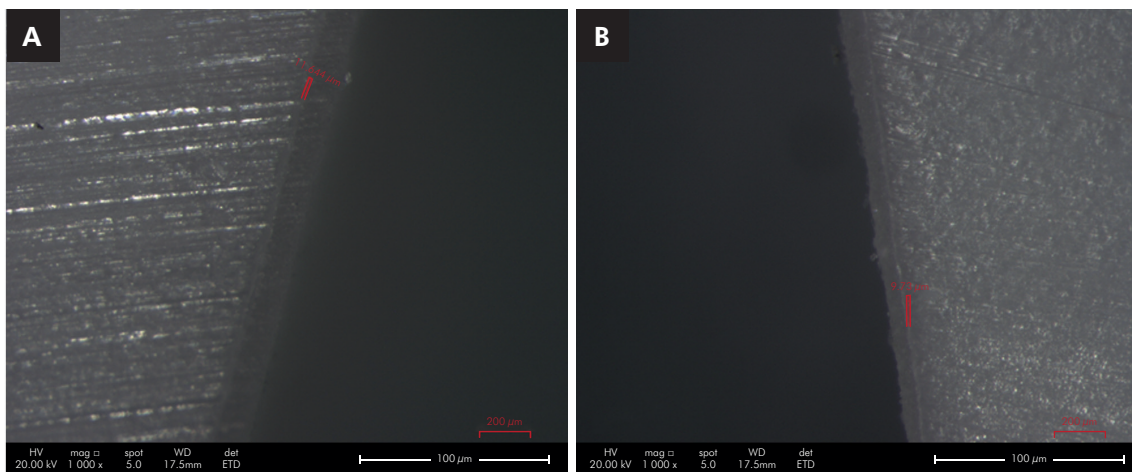 A
200 µm
HV mag □ spot WD det
20.00 kV 1 000 x 5.0 17.5mm ETD
100 µm
B
HV mag □ spot WD det
20.00 kV 1 000 x 5.0 17.5mm ETD
100 µm